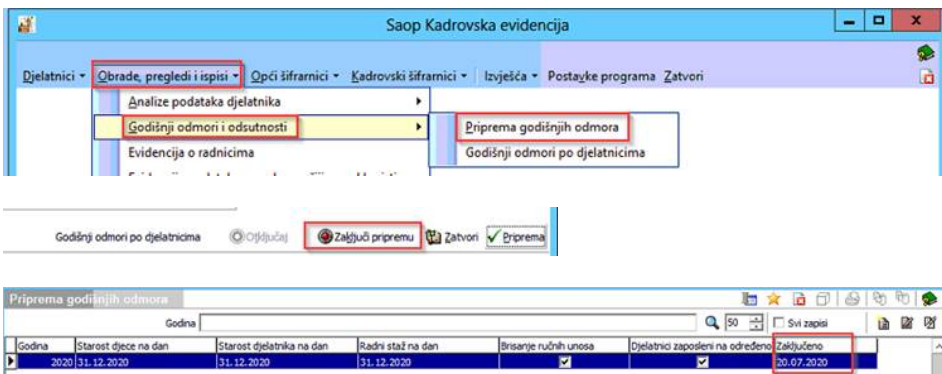 Saop Kadrovska evidencija
Djelatnici Obrade, pregledi i ispisi Opći šifrarnici Kadrovski šifrarnici Izvješća Postavke programa Zatvori
Analize podataka djelatnika
Godišnji odmori i odsutnosti Priprema godišnjih odmora
Evidencija o radnicima Godišnji odmori po djelatnicima
Godišnji odmori po djelatnicima Otključaj Zaključi pripremu Zatvori Priprema
Priprema godišnjih odmora
Godina 50 Svi zapisi
Godina Starost djece na dan Starost djelatnika na dan Radni staž na dan Brisanje ručnih unosa Djelatnici zaposleni na određeno Zaključeno
2020 31.12.2020 31.12.2020 31.12.2020 20.07.2020